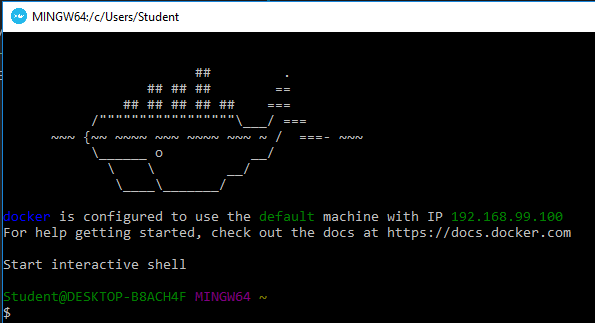 MINGW64:/c/Users/Student
                        ##         .
                  ## ## ##        ==
               ## ## ## ## ##    ===
           /"""""""""""""""""\___/ ===
      ~~~ {~~ ~~~~ ~~~ ~~~~ ~~~ ~ /  ===- ~~~
           \______ o           __/
             \    \         __/
              \____\_______/
docker is configured to use the default machine with IP 192.168.99.100
For help getting started, check out the docs at https://docs.docker.com
Start interactive shell
Student@DESKTOP-B8ACH4F MINGW64 ~
$